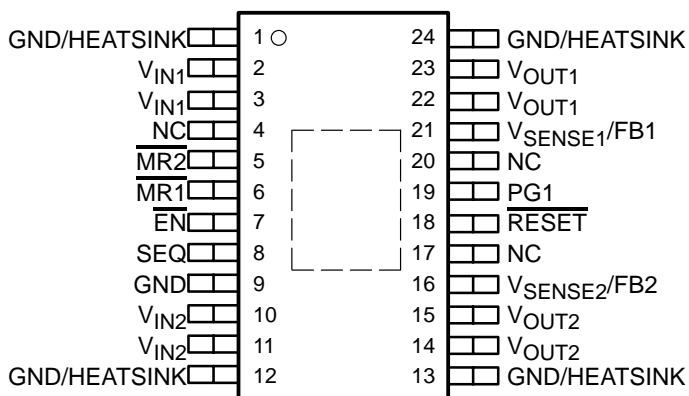 GND/HEATSINK 1 24 GND/HEATSINK
VIN1 2 23 VOUT1
VIN1 3 22 VOUT1
NC 4 21 VSENSE1/FB1
MR2 5 20 NC
MR1 6 19 PG1
EN 7 18 RESET
SEQ 8 17 NC
GND 9 16 VSENSE2/FB2
VIN2 10 15 VOUT2
VIN2 11 14 VOUT2
GND/HEATSINK 12 13 GND/HEATSINK